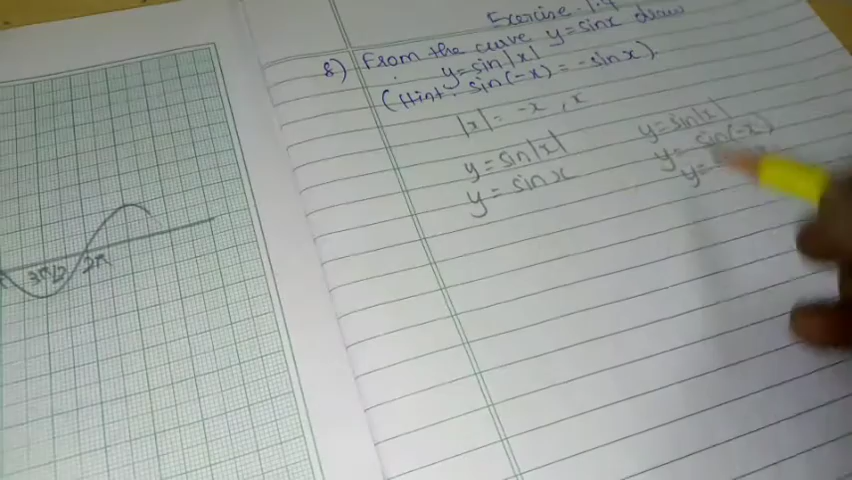 Exercise - 1.4
8) From the curve y = sinx draw
y = sin|x|
(Hint: sin(-x) = - sin x).
|x| = -x , x
y = sin|x|
y = sin x
y = sin|x|
y = sin(-x)
y =
3π/2
2π